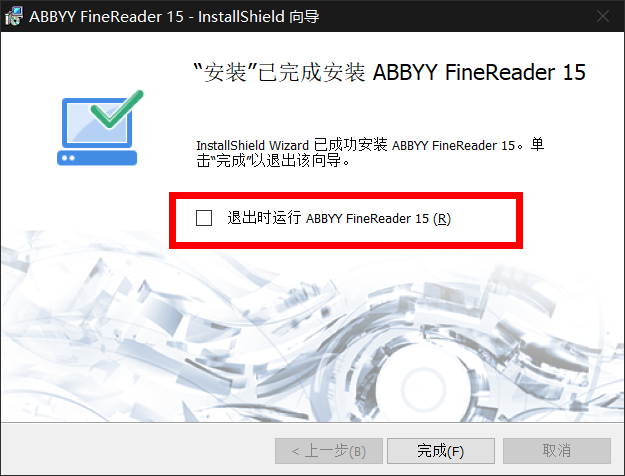 ABBYY FineReader 15 - InstallShield 向导
“安装”已完成安装 ABBYY FineReader 15
InstallShield Wizard 已成功安装 ABBYY FineReader 15。单
击“完成”以退出该向导。
退出时运行 ABBYY FineReader 15 (R)
< 上一步(B)
完成(F)
取消